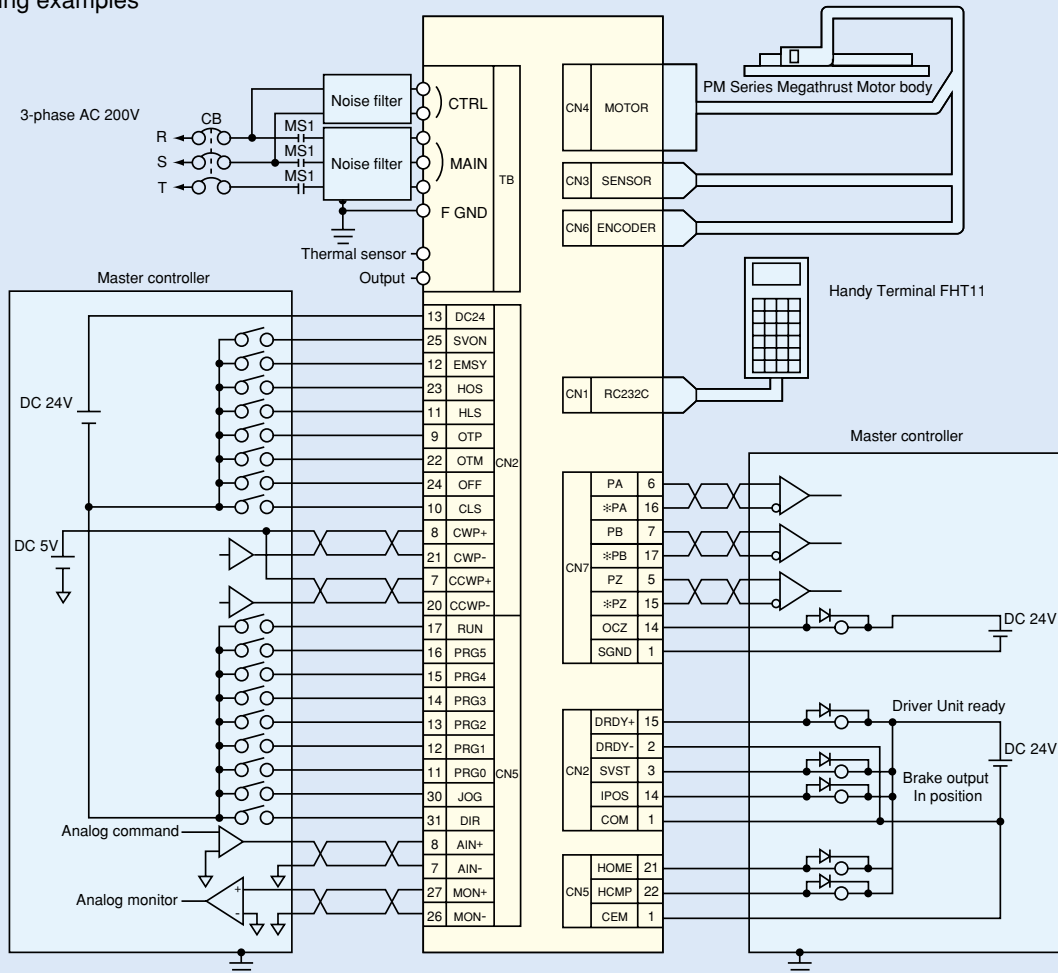 ing examples
3-phase AC 200V
CB
R
S
T
MS1
MS1
MS1
Noise filter
Noise filter
CTRL
MAIN
F GND
TB
Thermal sensor
Output
Master controller
DC 24V
DC 5V
13 DC24
25 SVON
12 EMSY
23 HOS
11 HLS
9 OTP
22 OTM
24 OFF
10 CLS
8 CWP+
21 CWP-
7 CCWP+
20 CCWP-
CN2
17 RUN
16 PRG5
15 PRG4
14 PRG3
13 PRG2
12 PRG1
11 PRG0
30 JOG
31 DIR
8 AIN+
7 AIN-
27 MON+
26 MON-
CN5
Analog command
Analog monitor
+
-
CN4 MOTOR
PM Series Megathrust Motor body
CN3 SENSOR
CN6 ENCODER
Handy Terminal FHT11
CN1 RC232C
Master controller
CN7
PA 6
✻PA 16
PB 7
✻PB 17
PZ 5
✻PZ 15
OCZ 14
SGND 1
DC 24V
CN2
DRDY+ 15
DRDY- 2
SVST 3
IPOS 14
COM 1
Driver Unit ready
DC 24V
Brake output
In position
CN5
HOME 21
HCMP 22
CEM 1